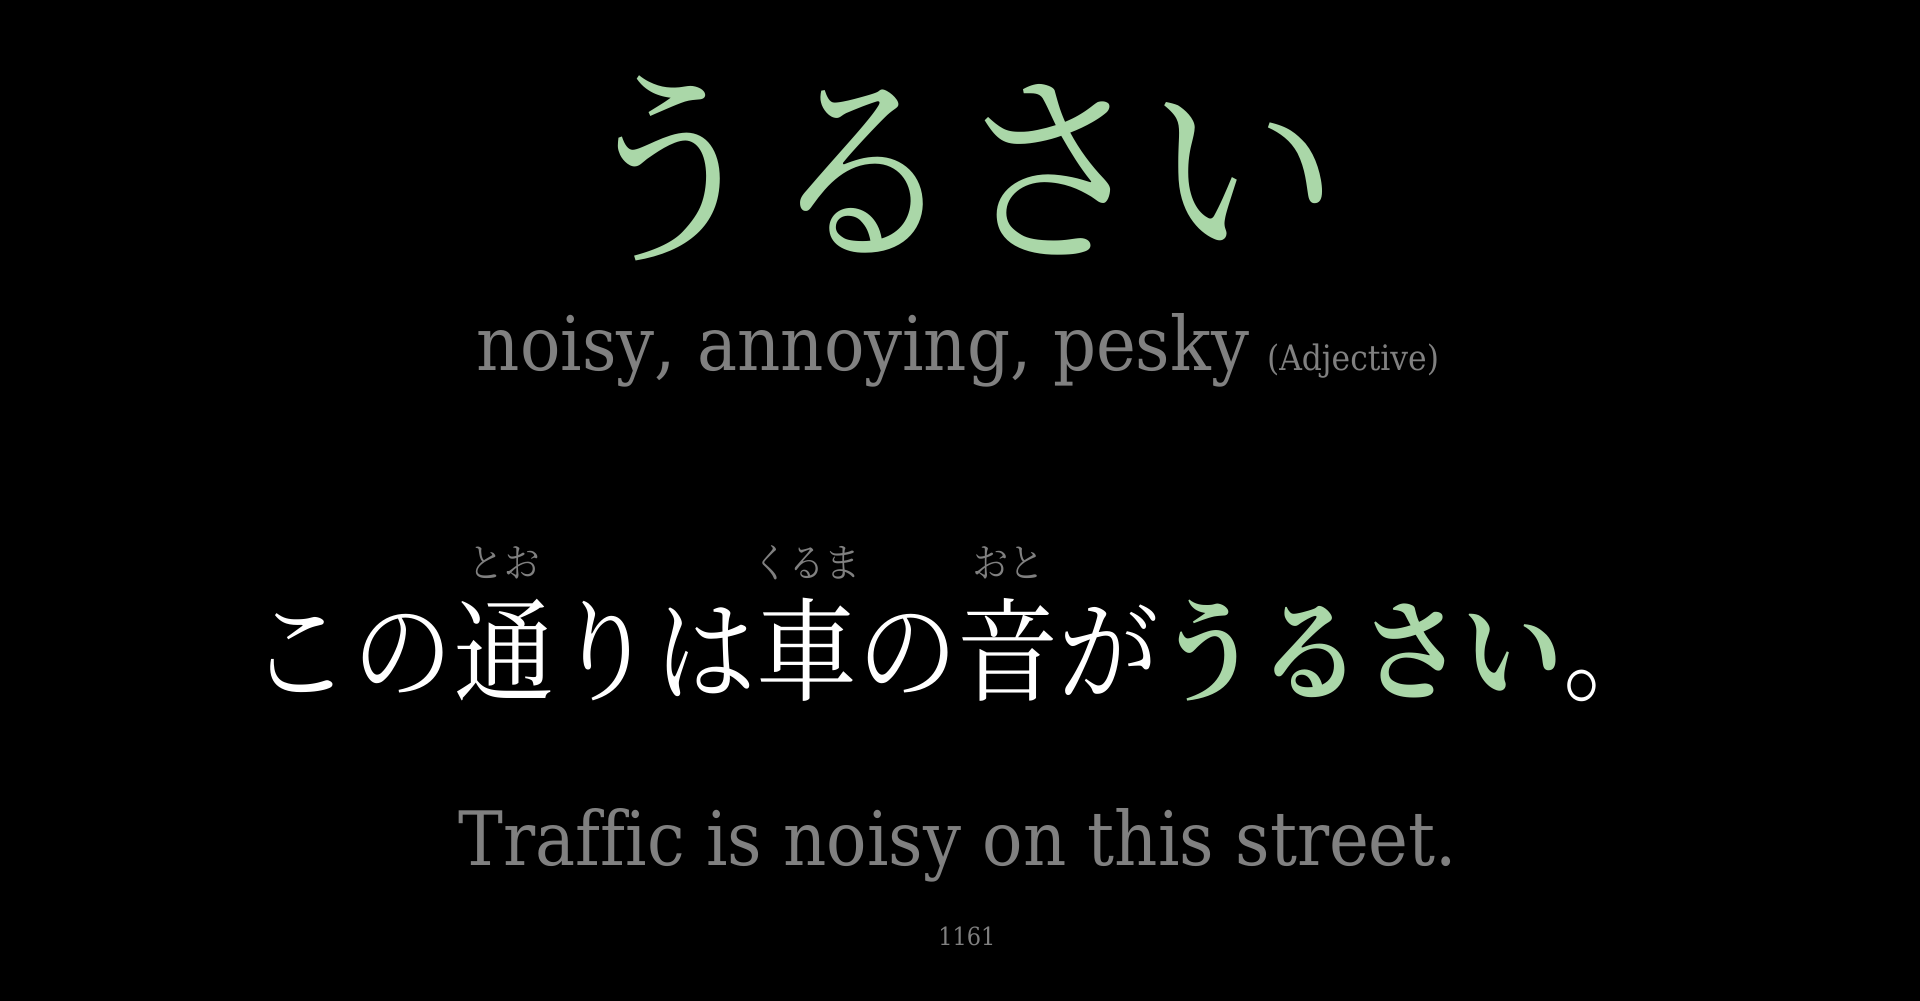 うるさい
noisy, annoying, pesky (Adjective)
とお くるま おと
この通りは車の音がうるさい。
Traffic is noisy on this street.
1161